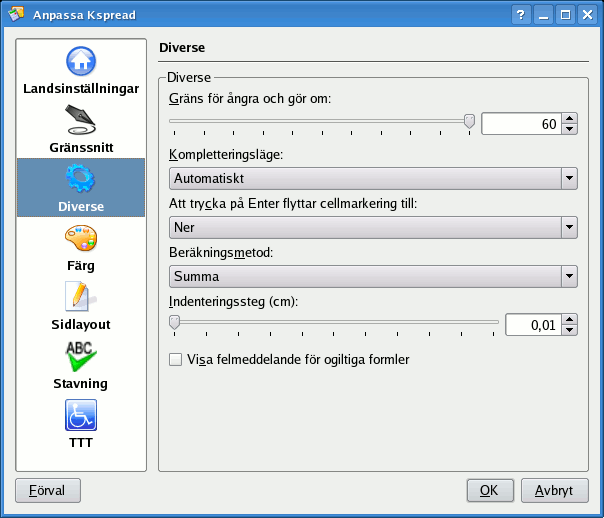 Anpassa Kspread
Landsinställningar
Gränssnitt
Diverse
Färg
Sidlayout
ABC
Stavning
TTT
Diverse
Diverse
Gräns för ångra och gör om:
60
Kompletteringsläge:
Automatiskt
Att trycka på Enter flyttar cellmarkering till:
Ner
Beräkningsmetod:
Summa
Indenteringssteg (cm):
0,01
Visa felmeddelande för ogiltiga formler
Förval
OK
Avbryt